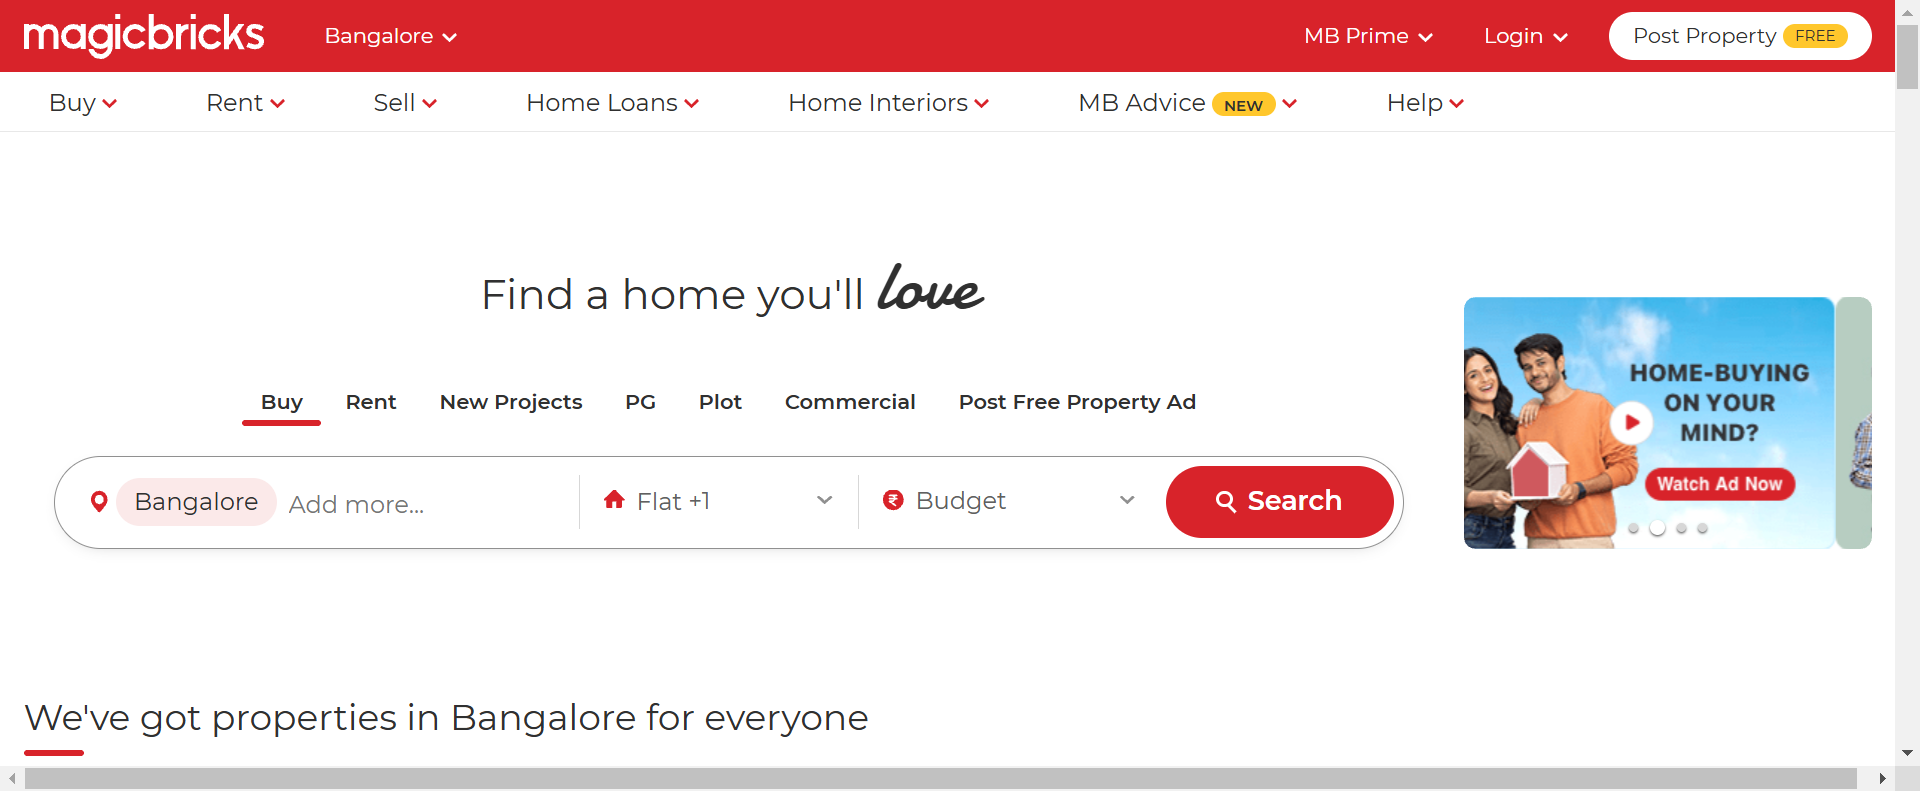 magicbricks Bangalore MB Prime Login Post Property FREE
Buy Rent Sell Home Loans Home Interiors MB Advice NEW Help
Find a home you'll love
Buy Rent New Projects PG Plot Commercial Post Free Property Ad
Bangalore Add more... Flat +1 Budget Search
HOME-BUYING
ON YOUR
MIND?
Watch Ad Now
We've got properties in Bangalore for everyone